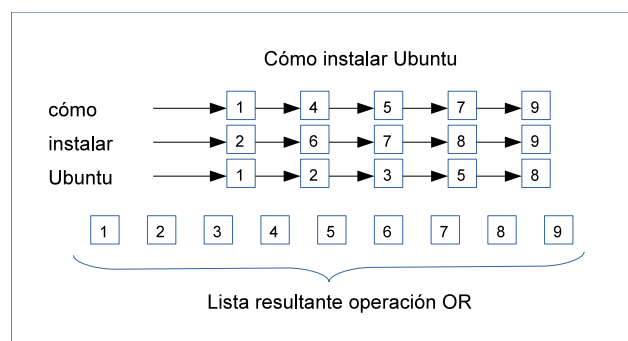 Cómo instalar Ubuntu
cómo 1 4 5 7 9
instalar 2 6 7 8 9
Ubuntu 1 2 3 5 8
1 2 3 4 5 6 7 8 9
Lista resultante operación OR